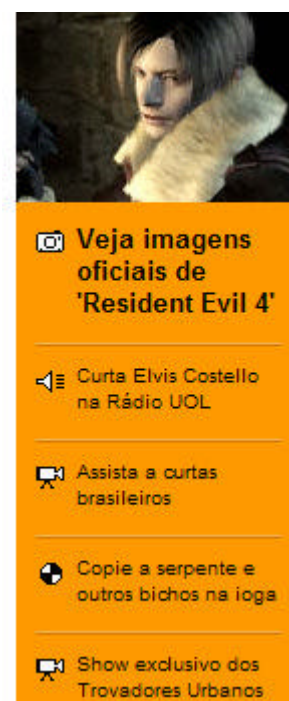 Veja imagens
oficiais de
'Resident Evil 4'
Curta Elvis Costello
na Rádio UOL
Assista a curtas
brasileiros
Copie a serpente e
outros bichos na ioga
Show exclusivo dos
Trovadores Urbanos